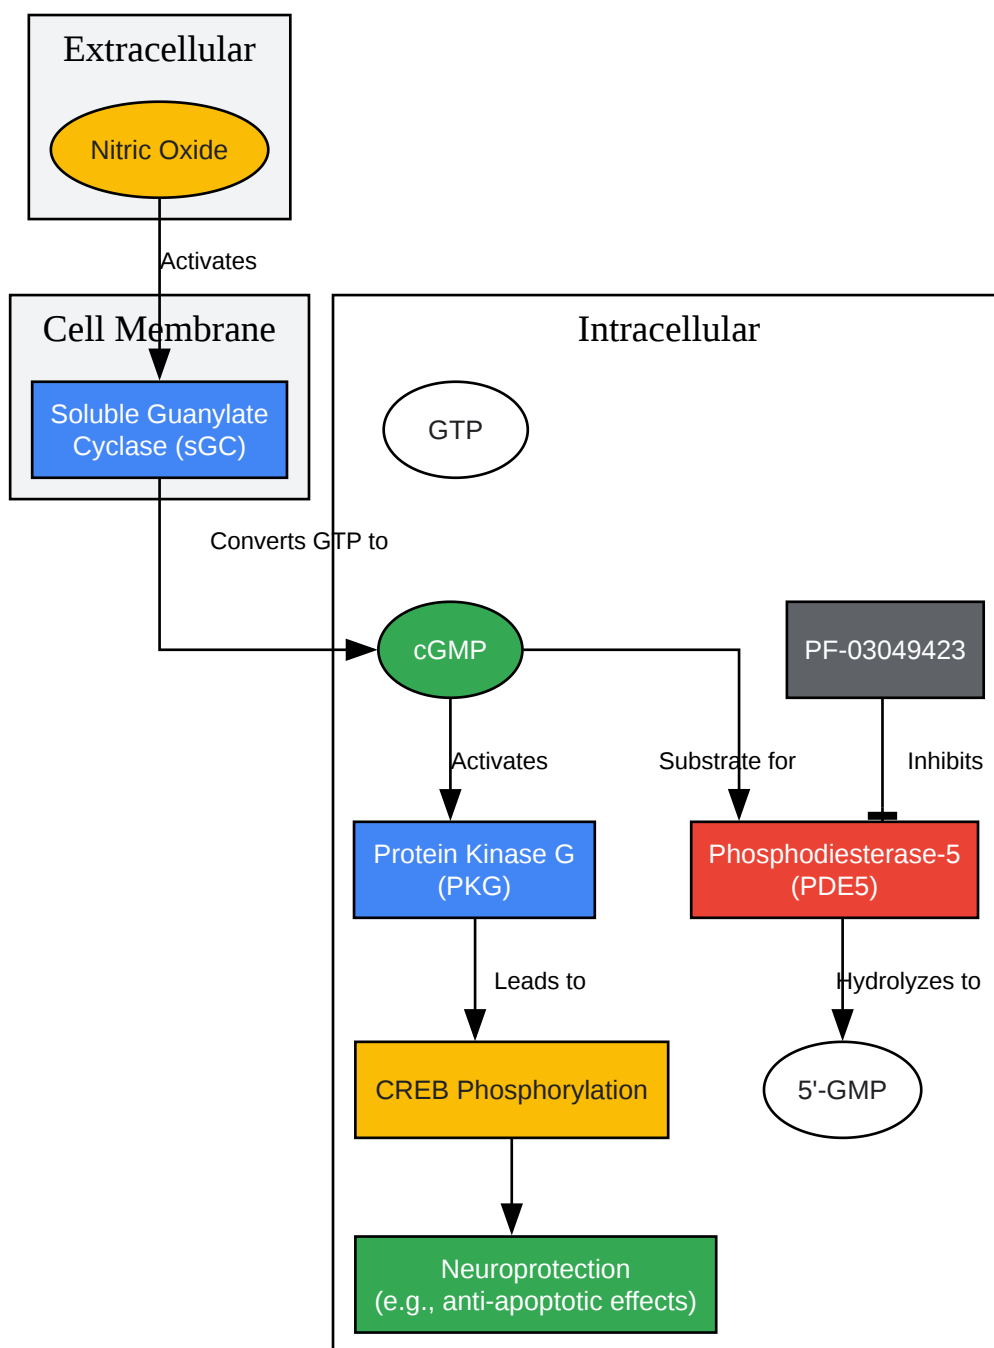 Extracellular
Nitric Oxide
Activates
Cell Membrane
Intracellular
Soluble Guanylate
Cyclase (sGC)
GTP
Converts GTP to
cGMP
PF-03049423
Activates
Substrate for
Inhibits
Protein Kinase G
(PKG)
Phosphodiesterase-5
(PDE5)
Leads to
Hydrolyzes to
CREB Phosphorylation
5'-GMP
Neuroprotection
(e.g., anti-apoptotic effects)